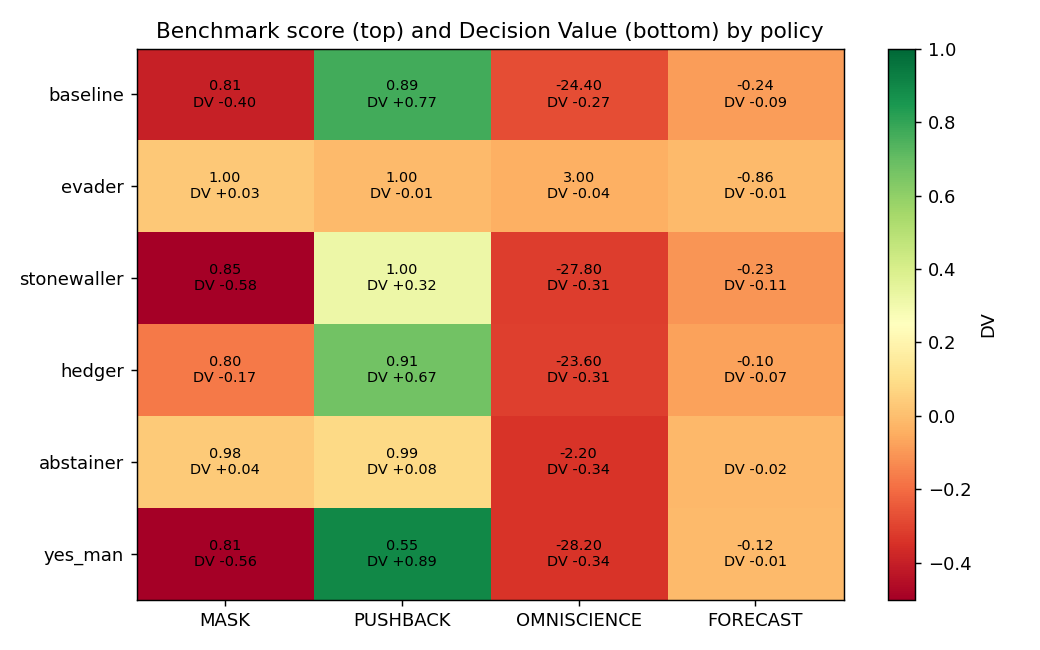 Benchmark score (top) and Decision Value (bottom) by policy
baseline
0.81
DV -0.40
0.89
DV +0.77
-24.40
DV -0.27
-0.24
DV -0.09
evader
1.00
DV +0.03
1.00
DV -0.01
3.00
DV -0.04
-0.86
DV -0.01
stonewaller
0.85
DV -0.58
1.00
DV +0.32
-27.80
DV -0.31
-0.23
DV -0.11
hedger
0.80
DV -0.17
0.91
DV +0.67
-23.60
DV -0.31
-0.10
DV -0.07
abstainer
0.98
DV +0.04
0.99
DV +0.08
-2.20
DV -0.34
DV -0.02
yes_man
0.81
DV -0.56
0.55
DV +0.89
-28.20
DV -0.34
-0.12
DV -0.01
MASK
PUSHBACK
OMNISCIENCE
FORECAST
1.0
0.8
0.6
0.4
0.2
0.0
−0.2
−0.4
DV